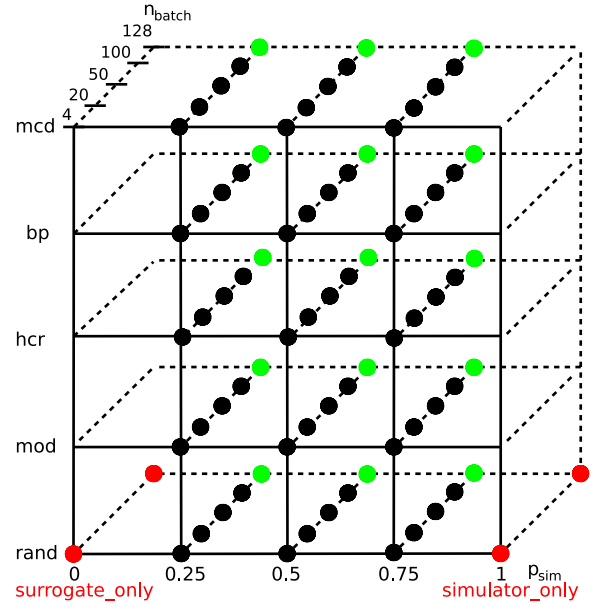 n_batch
128
100
50
20
4
mcd
bp
hcr
mod
rand
0 0.25 0.5 0.75 1 p_sim
surrogate_only simulator_only